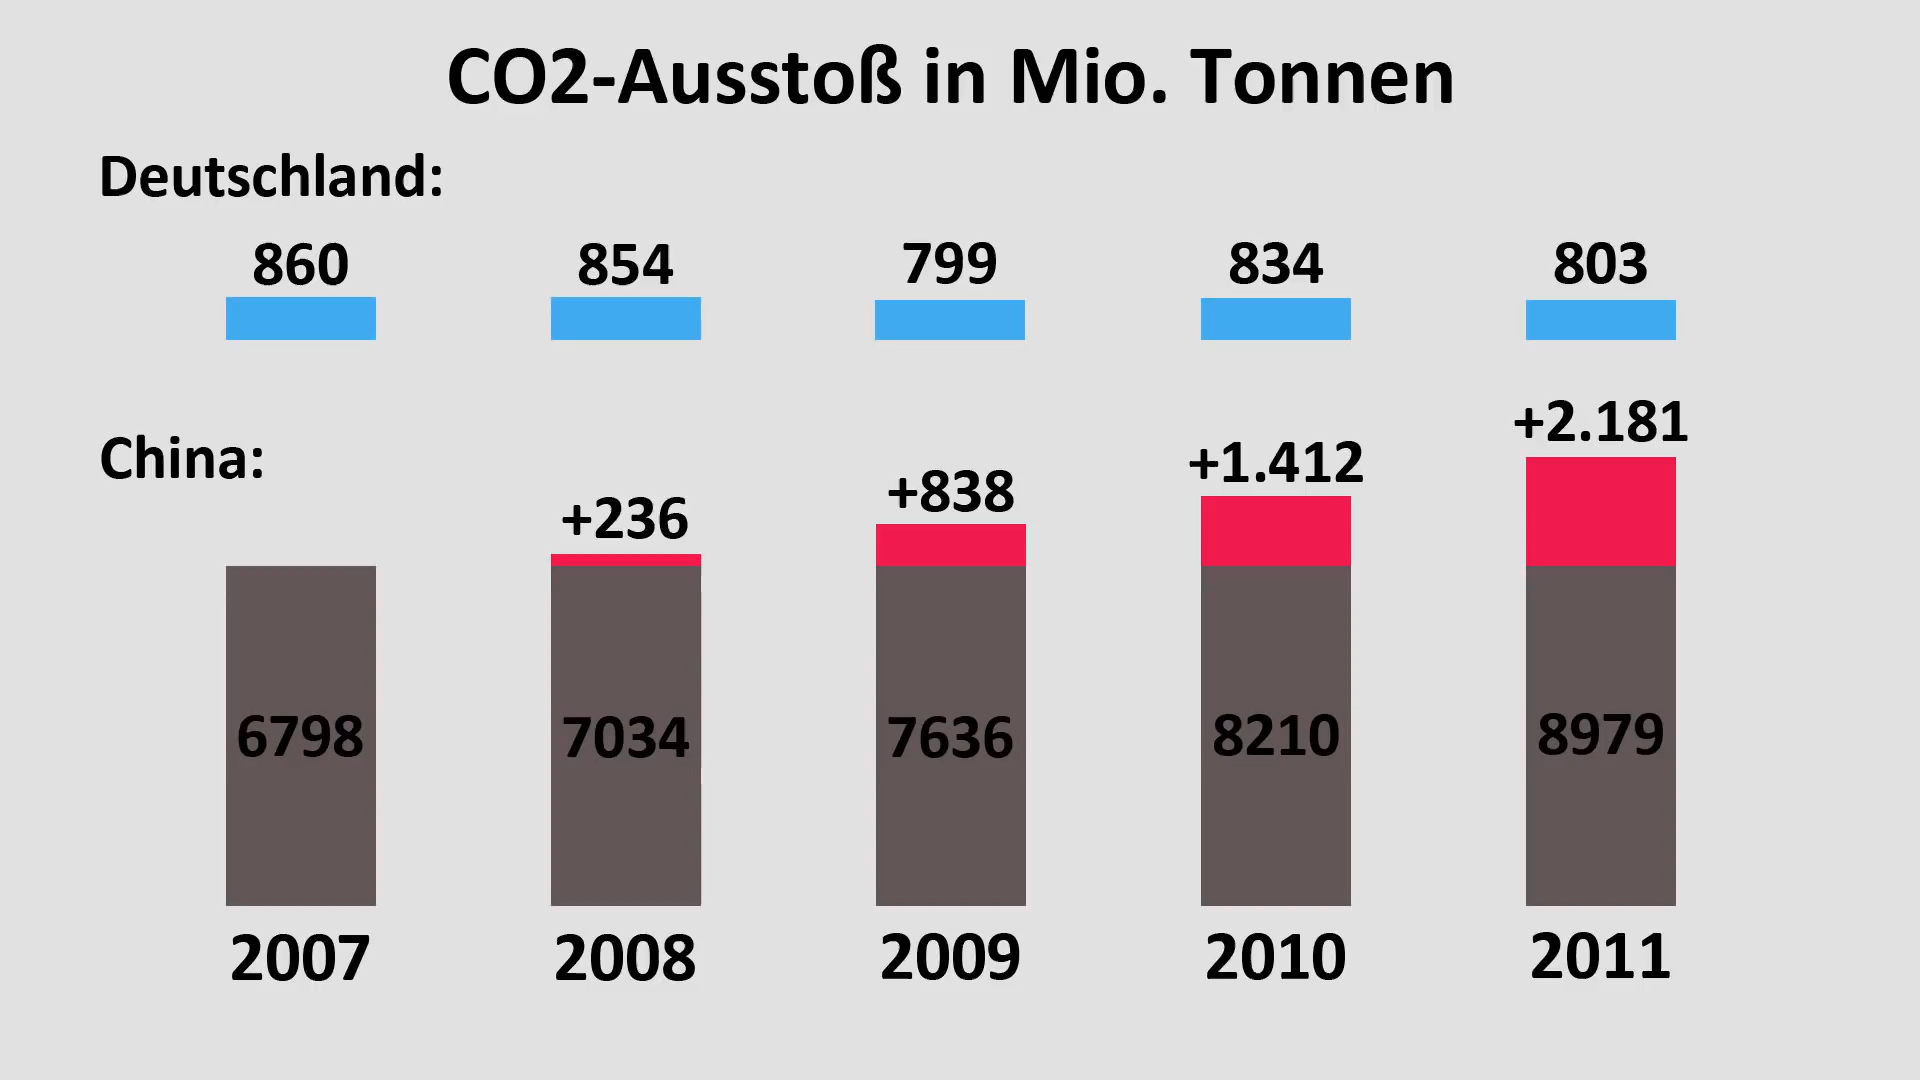 CO2-Ausstoß in Mio. Tonnen
Deutschland:
860 854 799 834 803
China:
+236 +838 +1.412 +2.181
6798 7034 7636 8210 8979
2007 2008 2009 2010 2011